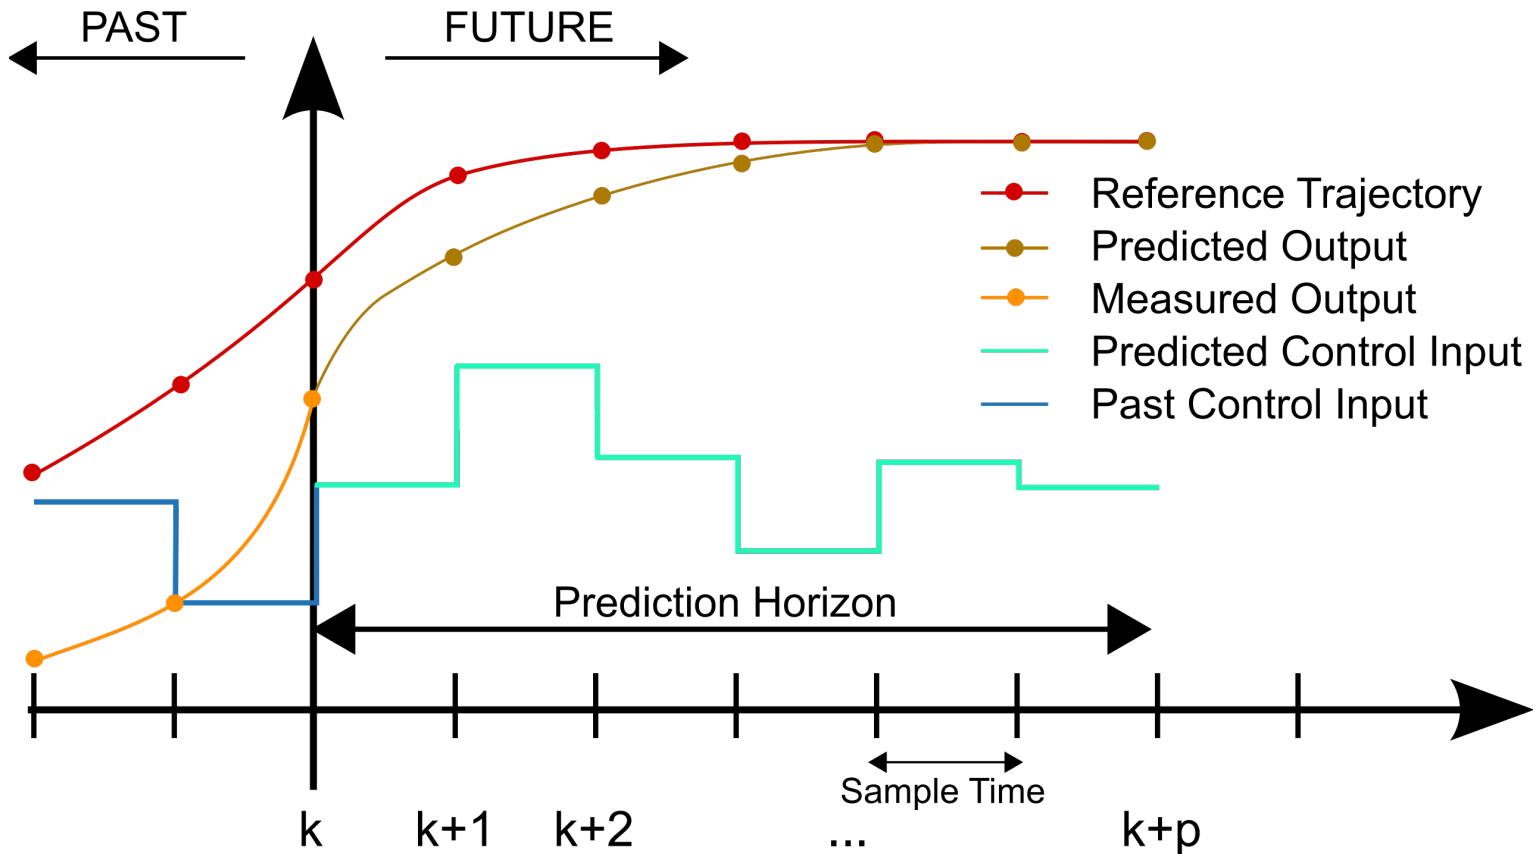 PAST
FUTURE
Reference Trajectory
Predicted Output
Measured Output
Predicted Control Input
Past Control Input
Prediction Horizon
Sample Time
k
k+1
k+2
...
k+p